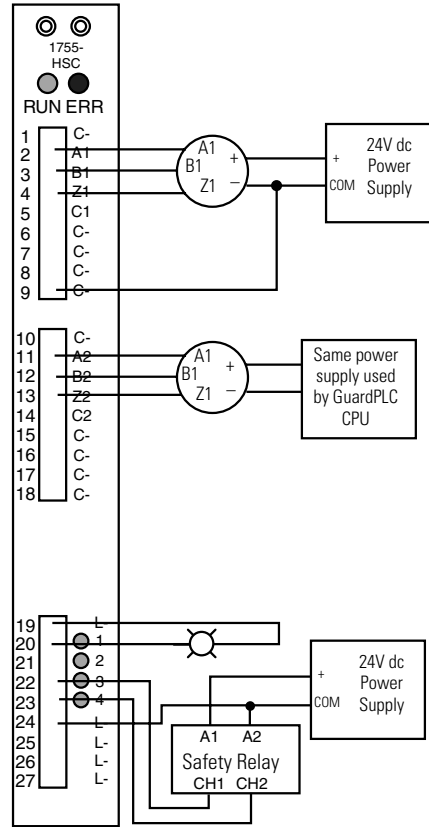 1755-
HSC
RUN ERR
1 C-
2 A1
3 B1
4 Z1
5 C1
6 C-
7 C-
8 C-
9 C-
A1
B1
Z1
+
−
+
COM
24V dc
Power
Supply
10 C-
11 A2
12 B2
13 Z2
14 C2
15 C-
16 C-
17 C-
18 C-
A1
B1
Z1
+
−
Same power
supply used
by GuardPLC
CPU
19 L-
20 1
21 2
22 3
23 4
24 L-
25 L-
26 L-
27 L-
+
COM
24V dc
Power
Supply
A1 A2
Safety Relay
CH1 CH2